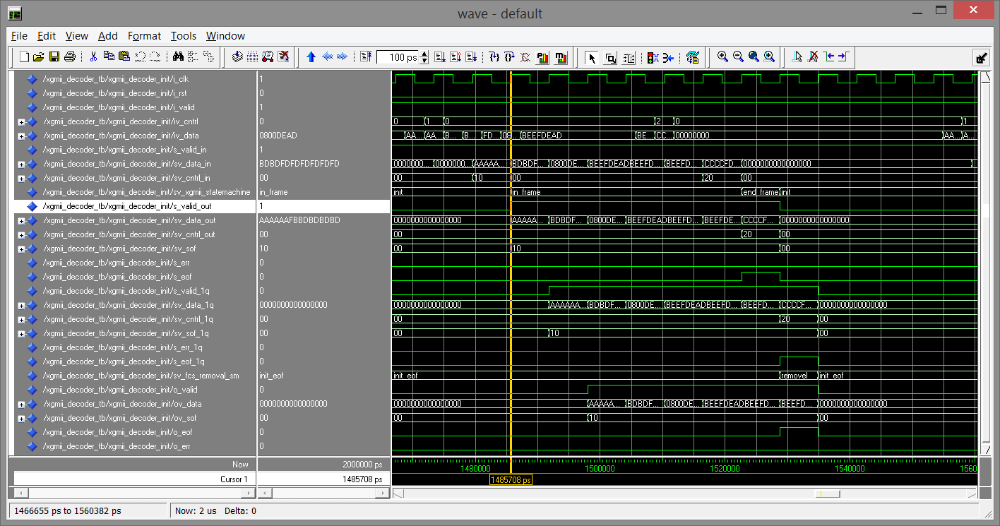 wave - default
File Edit View Add Format Tools Window
100 ps
/xgmii_decoder_tb/xgmii_decoder_init/i_clk 1
/xgmii_decoder_tb/xgmii_decoder_init/i_rst 0
/xgmii_decoder_tb/xgmii_decoder_init/i_valid 1
/xgmii_decoder_tb/xgmii_decoder_init/iv_cntrl 0 0 1 0 2 0 1
/xgmii_decoder_tb/xgmii_decoder_init/iv_data 0800DEAD AA... AA... B... B... FD... 08... BEEFDEAD BE... CC... 00000000 AA... A...
/xgmii_decoder_tb/xgmii_decoder_init/s_valid_in 1
/xgmii_decoder_tb/xgmii_decoder_init/sv_data_in BDBDFDFDFDFDFDFD 0000000... 0000000... AAAAA... BDBDF... 0800DE... BEEFDEADBEEFD... BEEFD... CCCCFD... 0000000000000000
/xgmii_decoder_tb/xgmii_decoder_init/sv_cntrl_in 00 00 10 00 20 00
/xgmii_decoder_tb/xgmii_decoder_init/sv_xgmii_statemachine in_frame init in_frame end_frame init
/xgmii_decoder_tb/xgmii_decoder_init/s_valid_out 1
/xgmii_decoder_tb/xgmii_decoder_init/sv_data_out AAAAAAFBBDBDBDBD 0000000000000000 AAAAA... BDBDF... 0800DE... BEEFDEADBEEFD... BEEFDE... CCCCF... 0000000000000000
/xgmii_decoder_tb/xgmii_decoder_init/sv_cntrl_out 00 00 20 00
/xgmii_decoder_tb/xgmii_decoder_init/sv_sof 10 00 10 00
/xgmii_decoder_tb/xgmii_decoder_init/s_err 0
/xgmii_decoder_tb/xgmii_decoder_init/s_eof 0
/xgmii_decoder_tb/xgmii_decoder_init/s_valid_1q 0
/xgmii_decoder_tb/xgmii_decoder_init/sv_data_1q 0000000000000000 0000000000000000 AAAAAA... BDBDF... 0800DE... BEEFDEADBEEFD... BEEFD... CCCCF... 0000000000000000
/xgmii_decoder_tb/xgmii_decoder_init/sv_cntrl_1q 00 00 20 00
/xgmii_decoder_tb/xgmii_decoder_init/sv_sof_1q 00 00 10 00
/xgmii_decoder_tb/xgmii_decoder_init/s_err_1q 0
/xgmii_decoder_tb/xgmii_decoder_init/s_eof_1q 0
/xgmii_decoder_tb/xgmii_decoder_init/sv_fcs_removal_sm init_eof init_eof removel init_eof
/xgmii_decoder_tb/xgmii_decoder_init/o_valid 0
/xgmii_decoder_tb/xgmii_decoder_init/ov_data 0000000000000000 0000000000000000 AAAAA... BDBDF... 0800DE... BEEFDEADBEEFD... BEEFD... 0000000000000000
/xgmii_decoder_tb/xgmii_decoder_init/ov_sof 00 00 10 00
/xgmii_decoder_tb/xgmii_decoder_init/o_eof 0
/xgmii_decoder_tb/xgmii_decoder_init/o_err 0
Now 2000000 ps 1480000 1500000 1520000 1540000 1560
Cursor 1 1485708 ps 1485708 ps
1466655 ps to 1560382 ps Now: 2 us Delta: 0